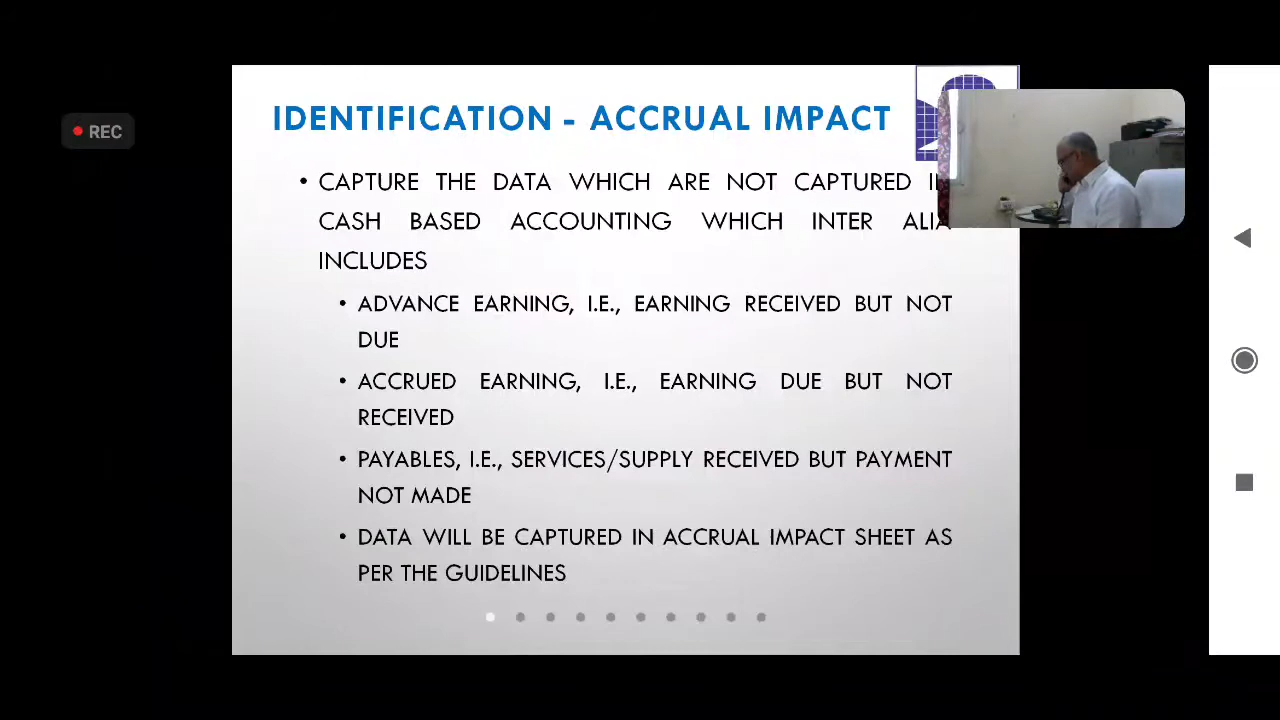 IDENTIFICATION - ACCRUAL IMPACT
REC
• CAPTURE THE DATA WHICH ARE NOT CAPTURED
CASH BASED ACCOUNTING WHICH INTER ALIA
INCLUDES
• ADVANCE EARNING, I.E., EARNING RECEIVED BUT NOT
DUE
• ACCRUED EARNING, I.E., EARNING DUE BUT NOT
RECEIVED
• PAYABLES, I.E., SERVICES/SUPPLY RECEIVED BUT PAYMENT
NOT MADE
• DATA WILL BE CAPTURED IN ACCRUAL IMPACT SHEET AS
PER THE GUIDELINES